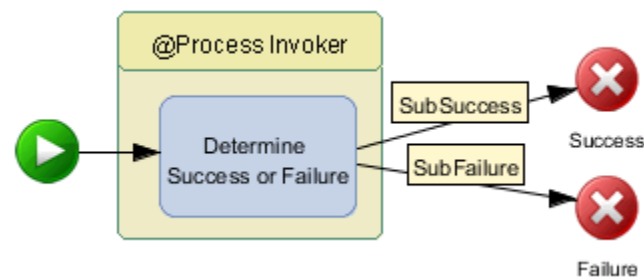 @Process Invoker
SubSuccess
Success
Determine
Success or Failure
SubFailure
Failure